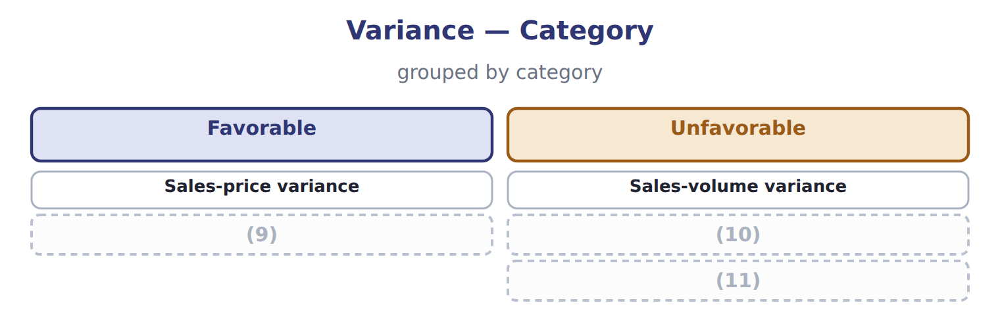 Variance — Category
grouped by category
Favorable
Sales-price variance
(9)
Unfavorable
Sales-volume variance
(10)
(11)